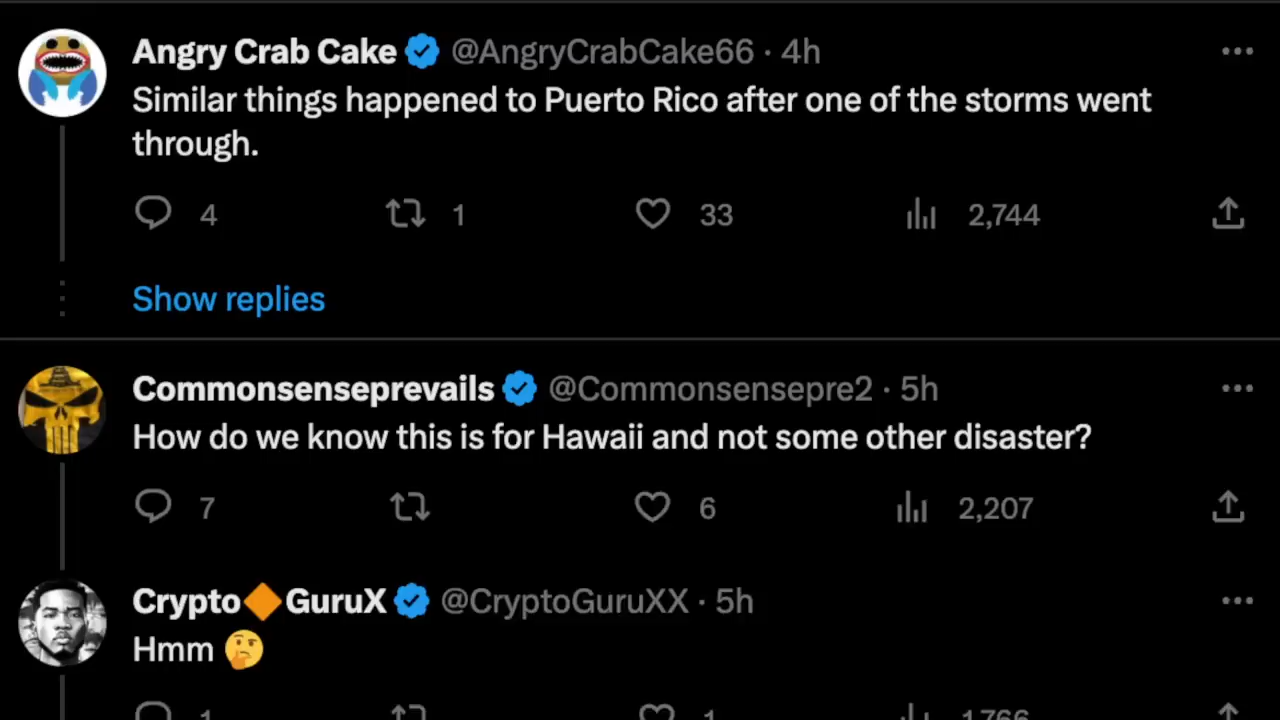 Angry Crab Cake @AngryCrabCake66 · 4h
Similar things happened to Puerto Rico after one of the storms went
through.
4 1 33 2,744
Show replies
Commonsenseprevails @Commonsensepre2 · 5h
How do we know this is for Hawaii and not some other disaster?
7 6 2,207
Crypto🔶GuruX @CryptoGuruXX · 5h
Hmm 🤔
1 1 1,766